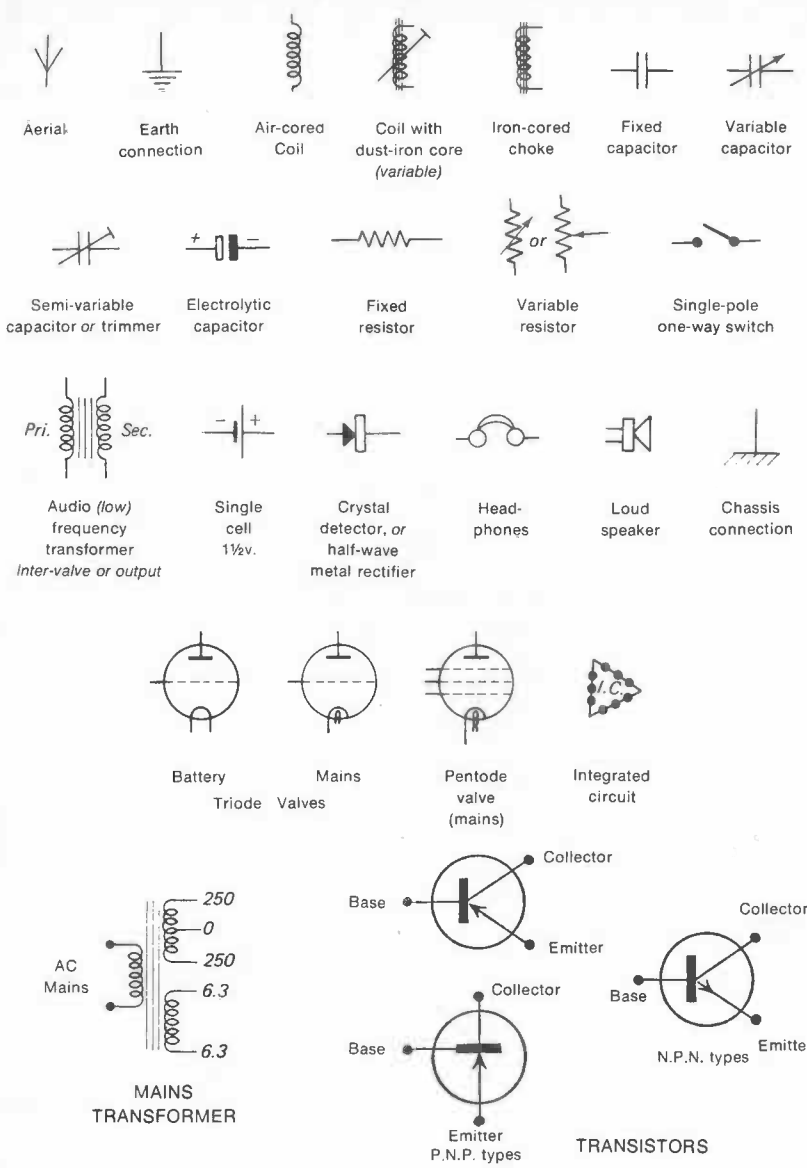 Aerial
Earth
connection
Air-cored
Coil
Coil with
dust-iron core
(variable)
Iron-cored
choke
Fixed
capacitor
Variable
capacitor
+ −
or
Semi-variable
capacitor or trimmer
Electrolytic
capacitor
Fixed
resistor
Variable
resistor
Single-pole
one-way switch
Pri. Sec.
− +
Audio (low)
frequency
transformer
Inter-valve or output
Single
cell
1½v.
Crystal
detector, or
half-wave
metal rectifier
Head-
phones
Loud
speaker
Chassis
connection
I.C.
Battery
Mains
Triode Valves
Pentode
valve
(mains)
Integrated
circuit
AC
Mains
250
0
250
6.3
6.3
MAINS
TRANSFORMER
Collector
Base
Emitter
Collector
Base
Emitter
P.N.P. types
Collector
Base
Emitter
N.P.N. types
TRANSISTORS